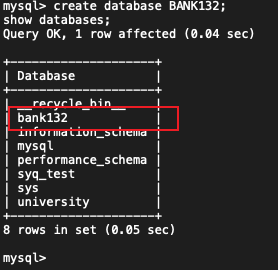 mysql> create database BANK132;
show databases;
Query OK, 1 row affected (0.04 sec)
+--------------------+
| Database           |
+--------------------+
| __recycle_bin__    |
| bank132            |
| information_schema |
| mysql              |
| performance_schema |
| syq_test           |
| sys                |
| university         |
+--------------------+
8 rows in set (0.05 sec)
mysql>